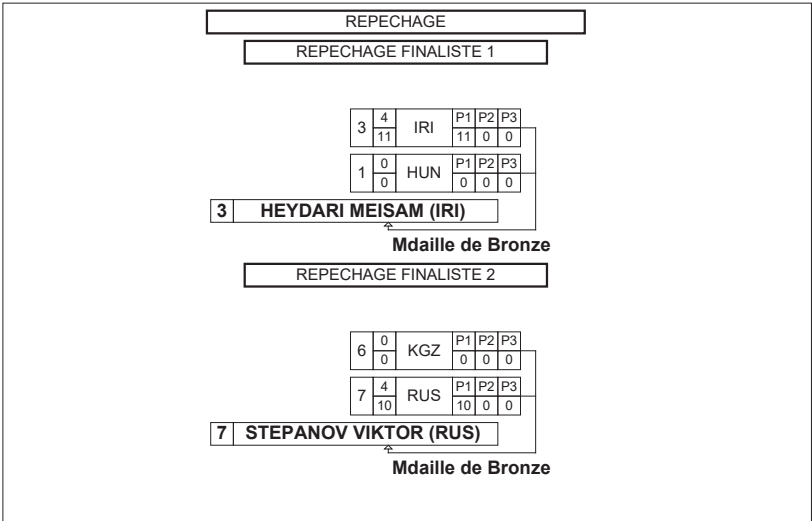 REPECHAGE
REPECHAGE FINALISTE 1
3 4 IRI P1 P2 P3
11 11 0 0
1 0 HUN P1 P2 P3
0 0 0 0
3 HEYDARI MEISAM (IRI)
Mdaille de Bronze
REPECHAGE FINALISTE 2
6 0 KGZ P1 P2 P3
0 0 0 0
7 4 RUS P1 P2 P3
10 10 0 0
7 STEPANOV VIKTOR (RUS)
Mdaille de Bronze